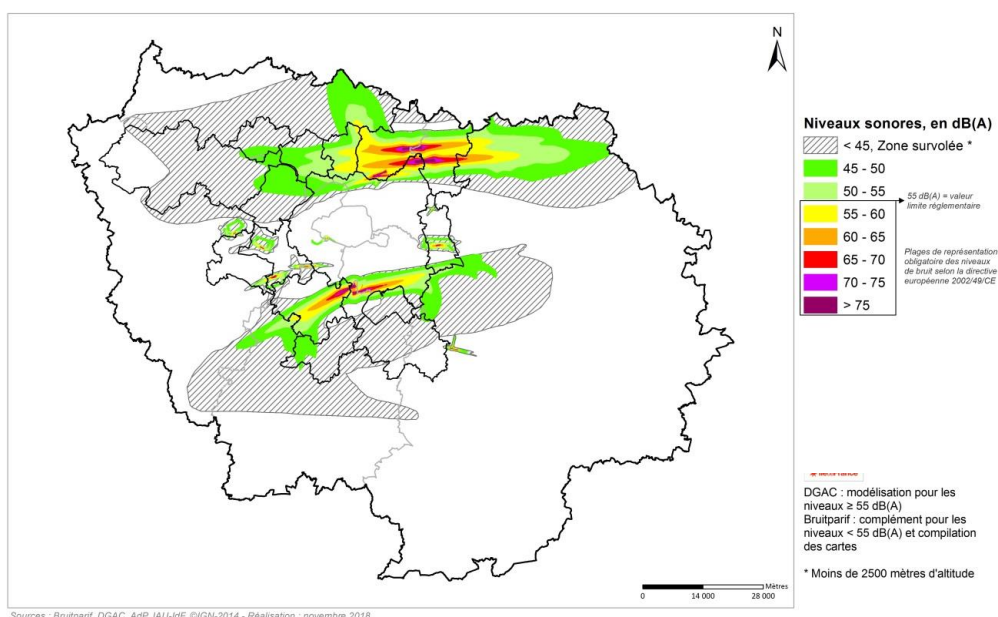 N
Niveaux sonores, en dB(A)
< 45, Zone survolée *
45 - 50
50 - 55
55 - 60
60 - 65
65 - 70
70 - 75
> 75
55 dB(A) = valeur
limite réglementaire
Plages de représentation
obligatoire des niveaux
de bruit selon la directive
européenne 2002/49/CE
DGAC : modélisation pour les
niveaux ≥ 55 dB(A)
Bruitparif : complément pour les
niveaux < 55 dB(A) et compilation
des cartes
* Moins de 2500 mètres d'altitude
Mètres
0 14 000 28 000
Sources : Bruitparif, DGAC, AdP, IAU-IdF, ©IGN-2014 - Réalisation : novembre 2018